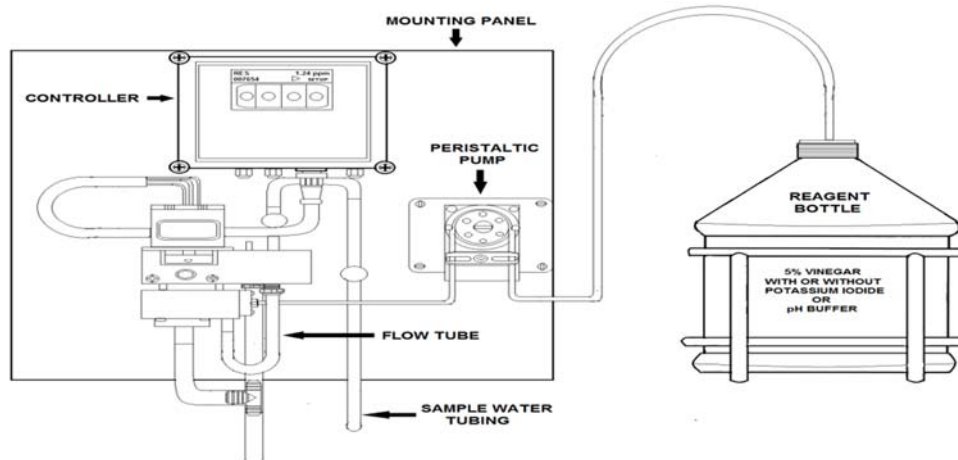 MOUNTING PANEL
RES 1.24 ppm
007654 SETUP
CONTROLLER
PERISTALTIC
PUMP
REAGENT
BOTTLE
5% VINEGAR
WITH OR WITHOUT
POTASSIUM IODIDE
OR
pH BUFFER
FLOW TUBE
SAMPLE WATER
TUBING